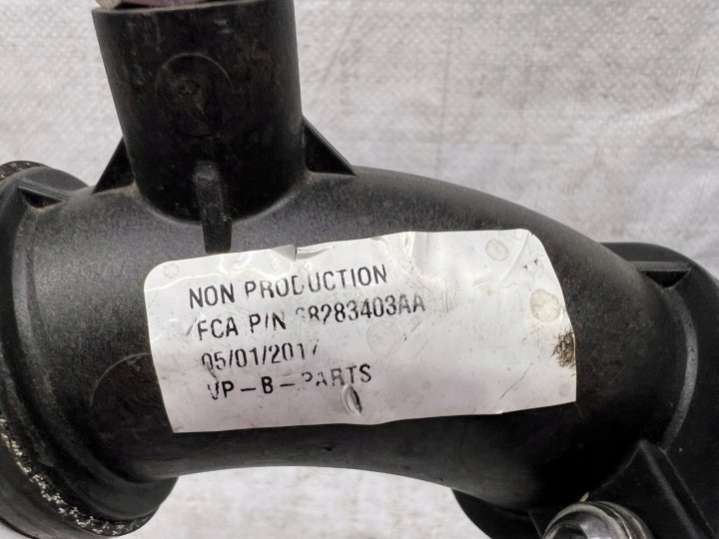 NON PRODUCTION
FCA P/N 68283403AA
05/01/2017
VP-B-PARTS